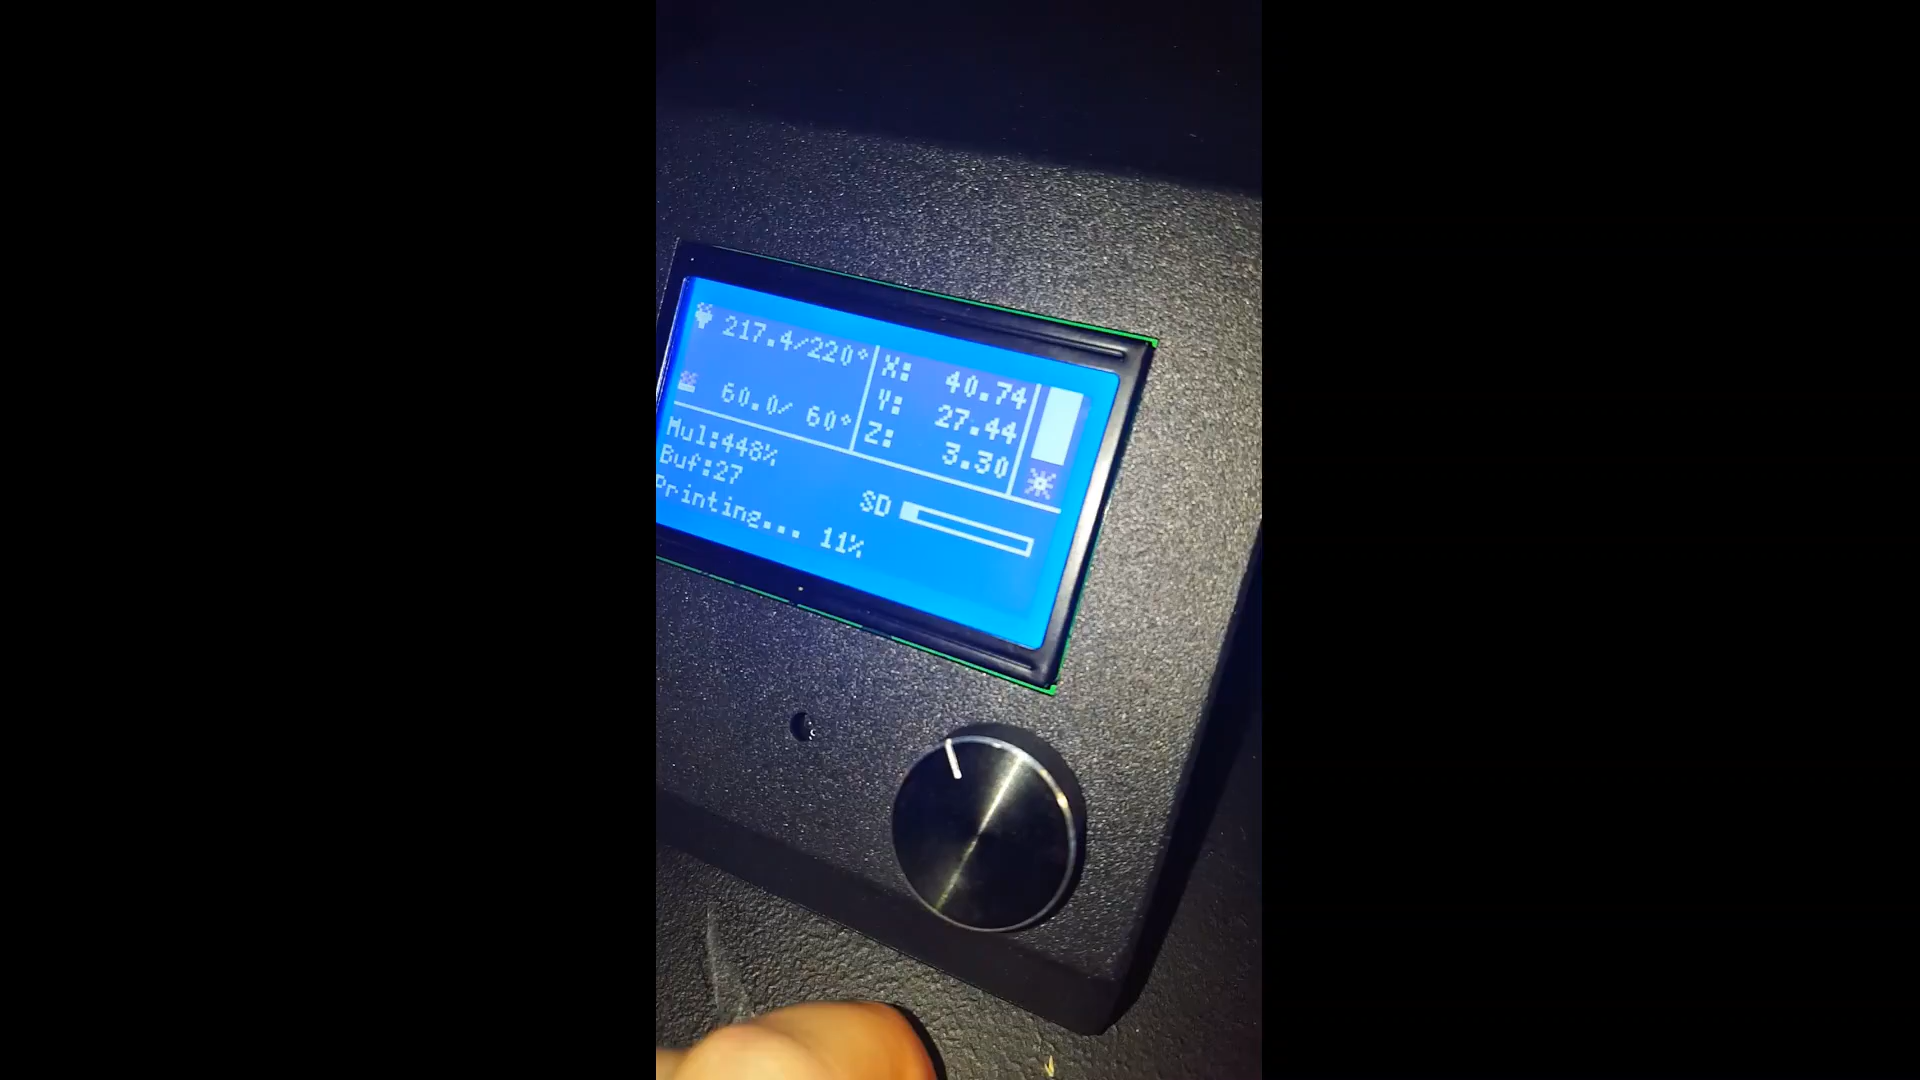 217.4/220°
60.0/ 60°
X: 40.74
Y: 27.44
Z: 3.30
Mul:448%
Buf:27
SD
Printing... 11%